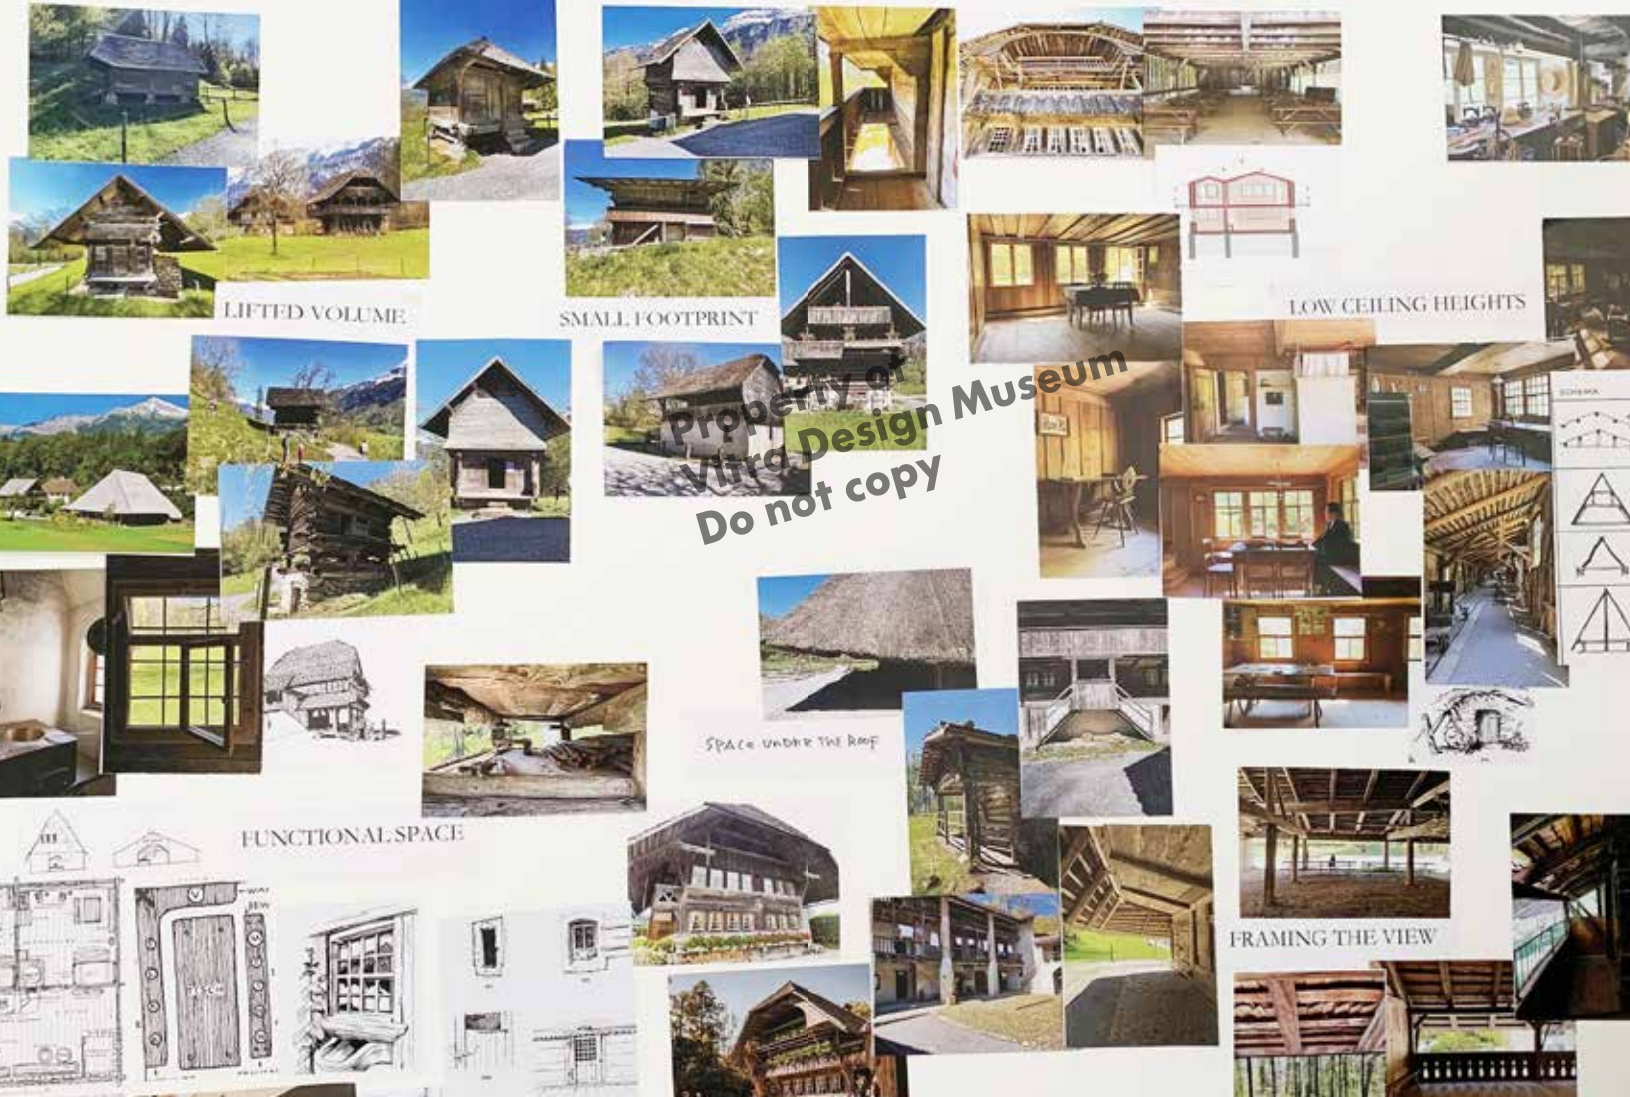 LIFTED VOLUME
SMALL FOOTPRINT
LOW CEILING HEIGHTS
Property of
Vitra Design Museum
Do not copy
SCHEMA
SPACE UNDER THE ROOF
FUNCTIONAL SPACE
FRAMING THE VIEW